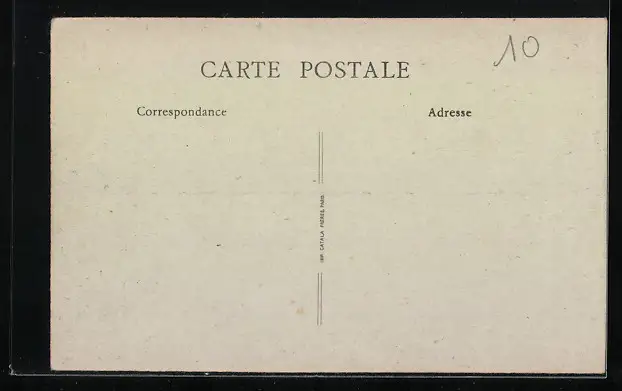 CARTE POSTALE
10
Correspondance
Adresse
IMP. CATALA FRÈRES, PARIS